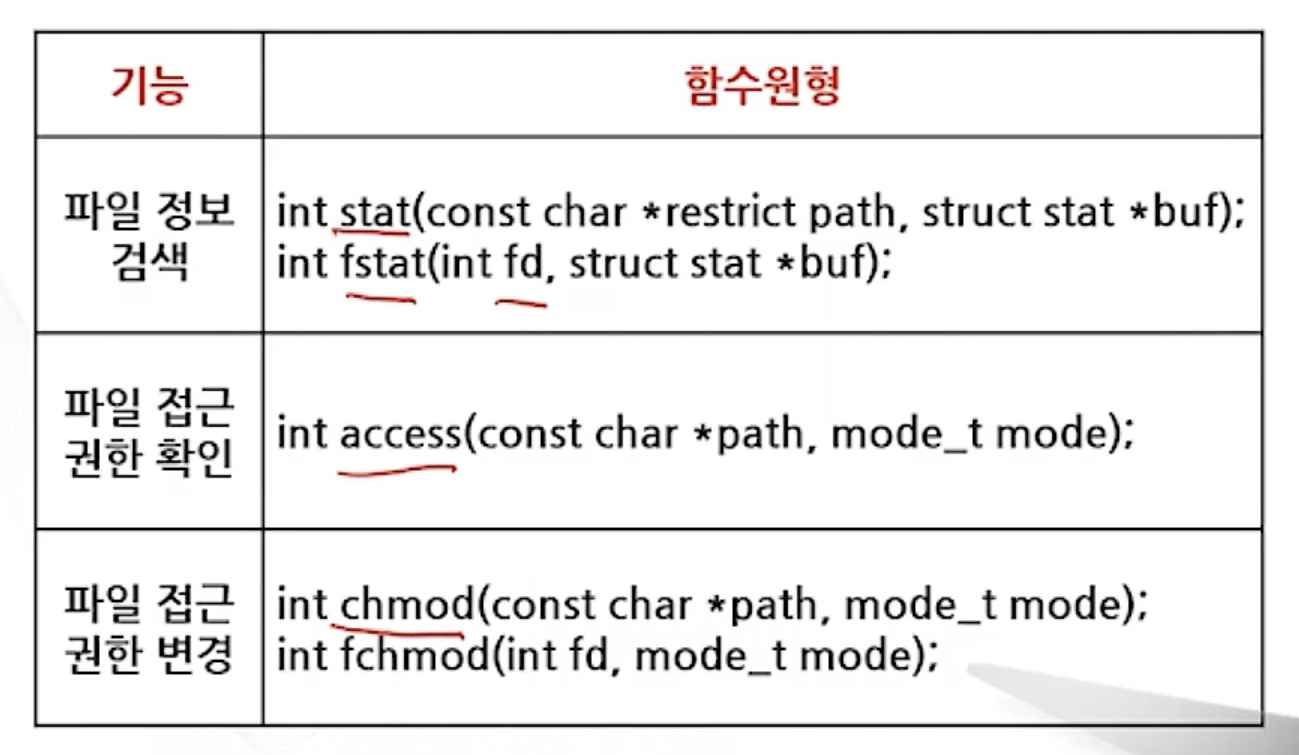 기능
함수원형
파일 정보
검색
int stat(const char *restrict path, struct stat *buf);
int fstat(int fd, struct stat *buf);
파일 접근
권한 확인
int access(const char *path, mode_t mode);
파일 접근
권한 변경
int chmod(const char *path, mode_t mode);
int fchmod(int fd, mode_t mode);